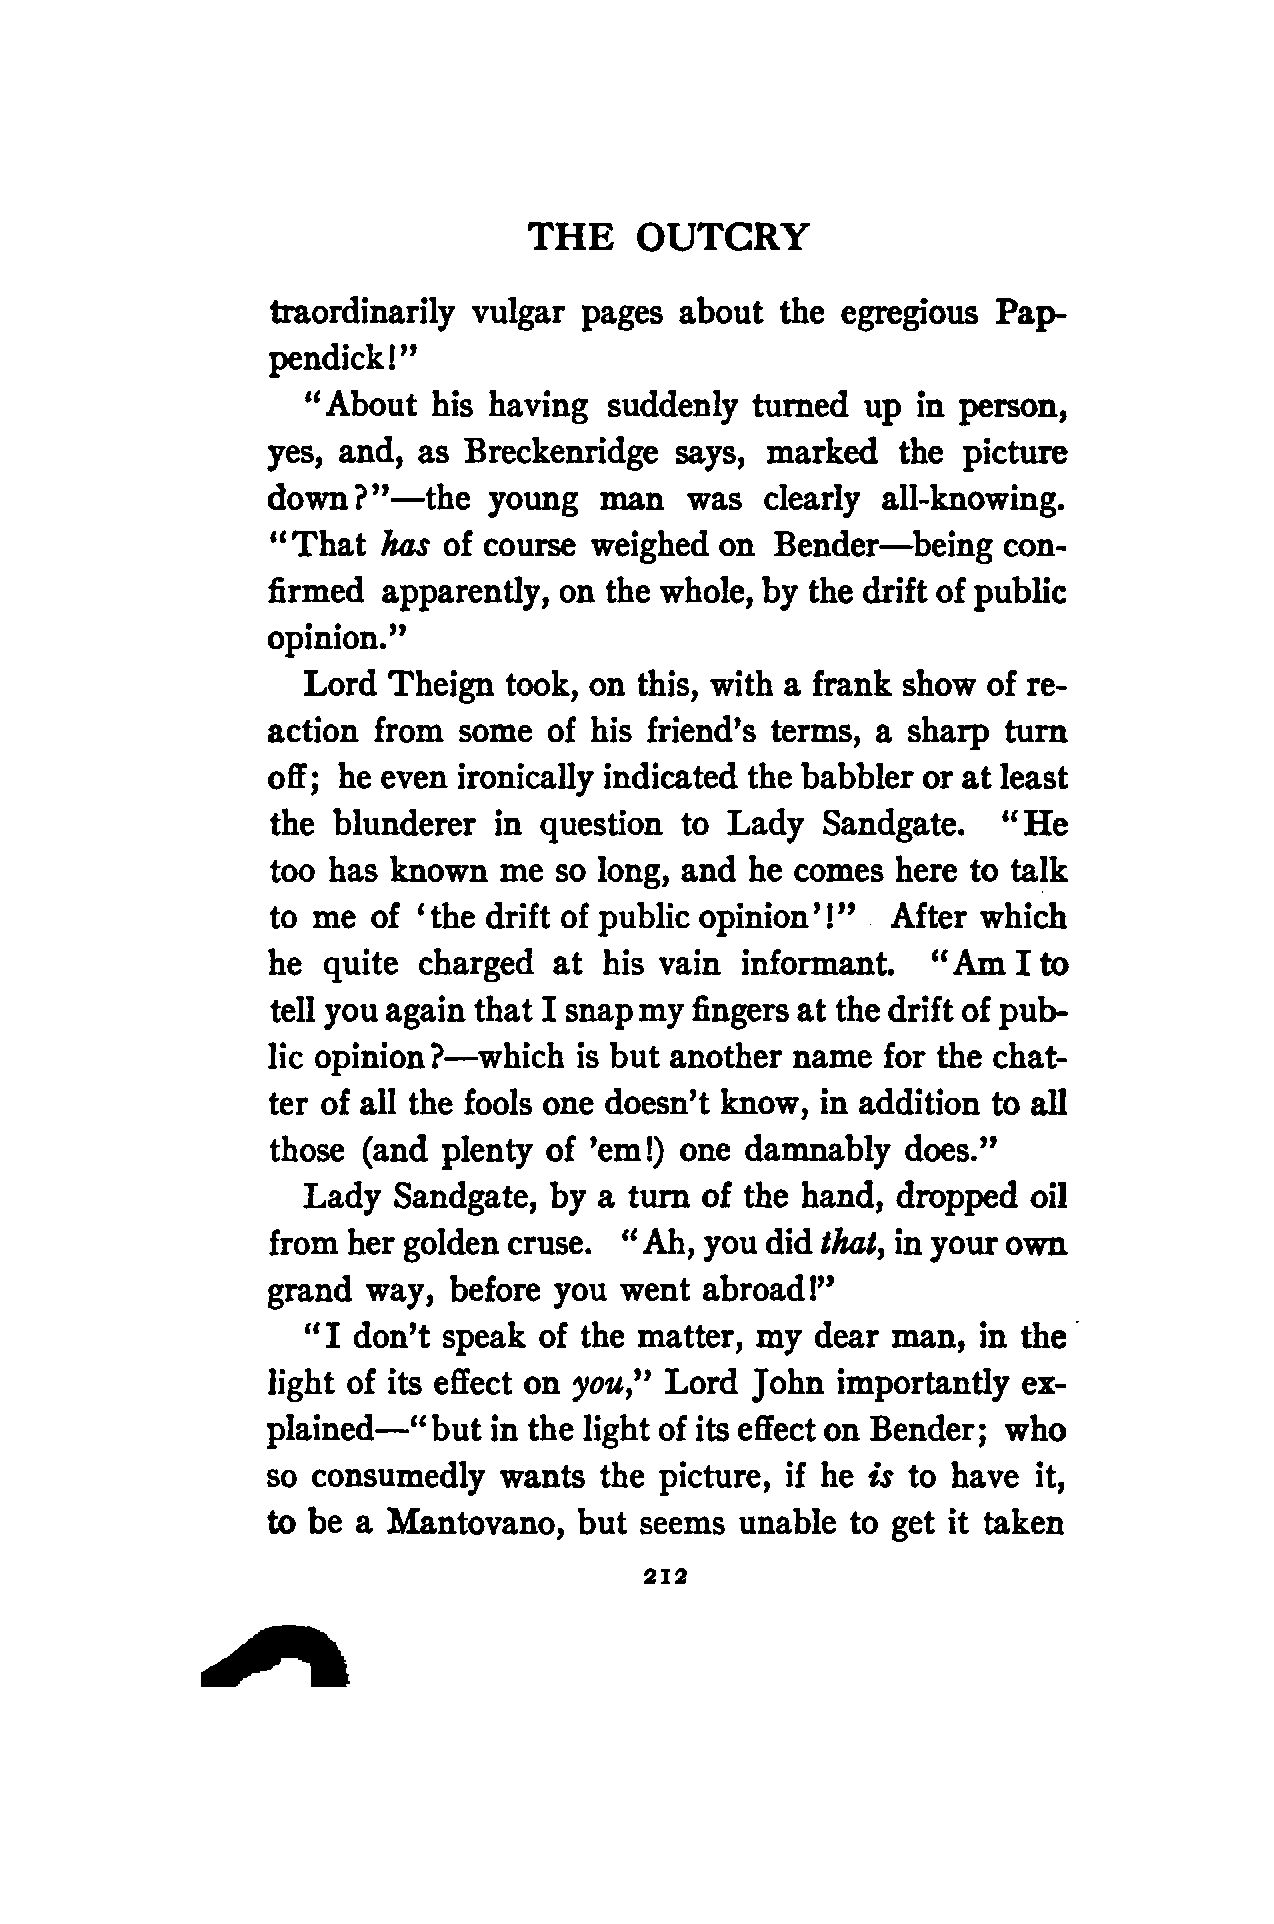 THE OUTCRY
traordinarily vulgar pages about the egregious Pap-
pendick!"
"About his having suddenly turned up in person,
yes, and, as Breckenridge says, marked the picture
down?"—the young man was clearly all-knowing.
"That has of course weighed on Bender—being con-
firmed apparently, on the whole, by the drift of public
opinion."
Lord Theign took, on this, with a frank show of re-
action from some of his friend's terms, a sharp turn
off; he even ironically indicated the babbler or at least
the blunderer in question to Lady Sandgate. "He
too has known me so long, and he comes here to talk
to me of 'the drift of public opinion'!" After which
he quite charged at his vain informant. "Am I to
tell you again that I snap my fingers at the drift of pub-
lic opinion?—which is but another name for the chat-
ter of all the fools one doesn't know, in addition to all
those (and plenty of 'em!) one damnably does."
Lady Sandgate, by a turn of the hand, dropped oil
from her golden cruse. "Ah, you did that, in your own
grand way, before you went abroad!"
"I don't speak of the matter, my dear man, in the
light of its effect on you," Lord John importantly ex-
plained—"but in the light of its effect on Bender; who
so consumedly wants the picture, if he is to have it,
to be a Mantovano, but seems unable to get it taken
212